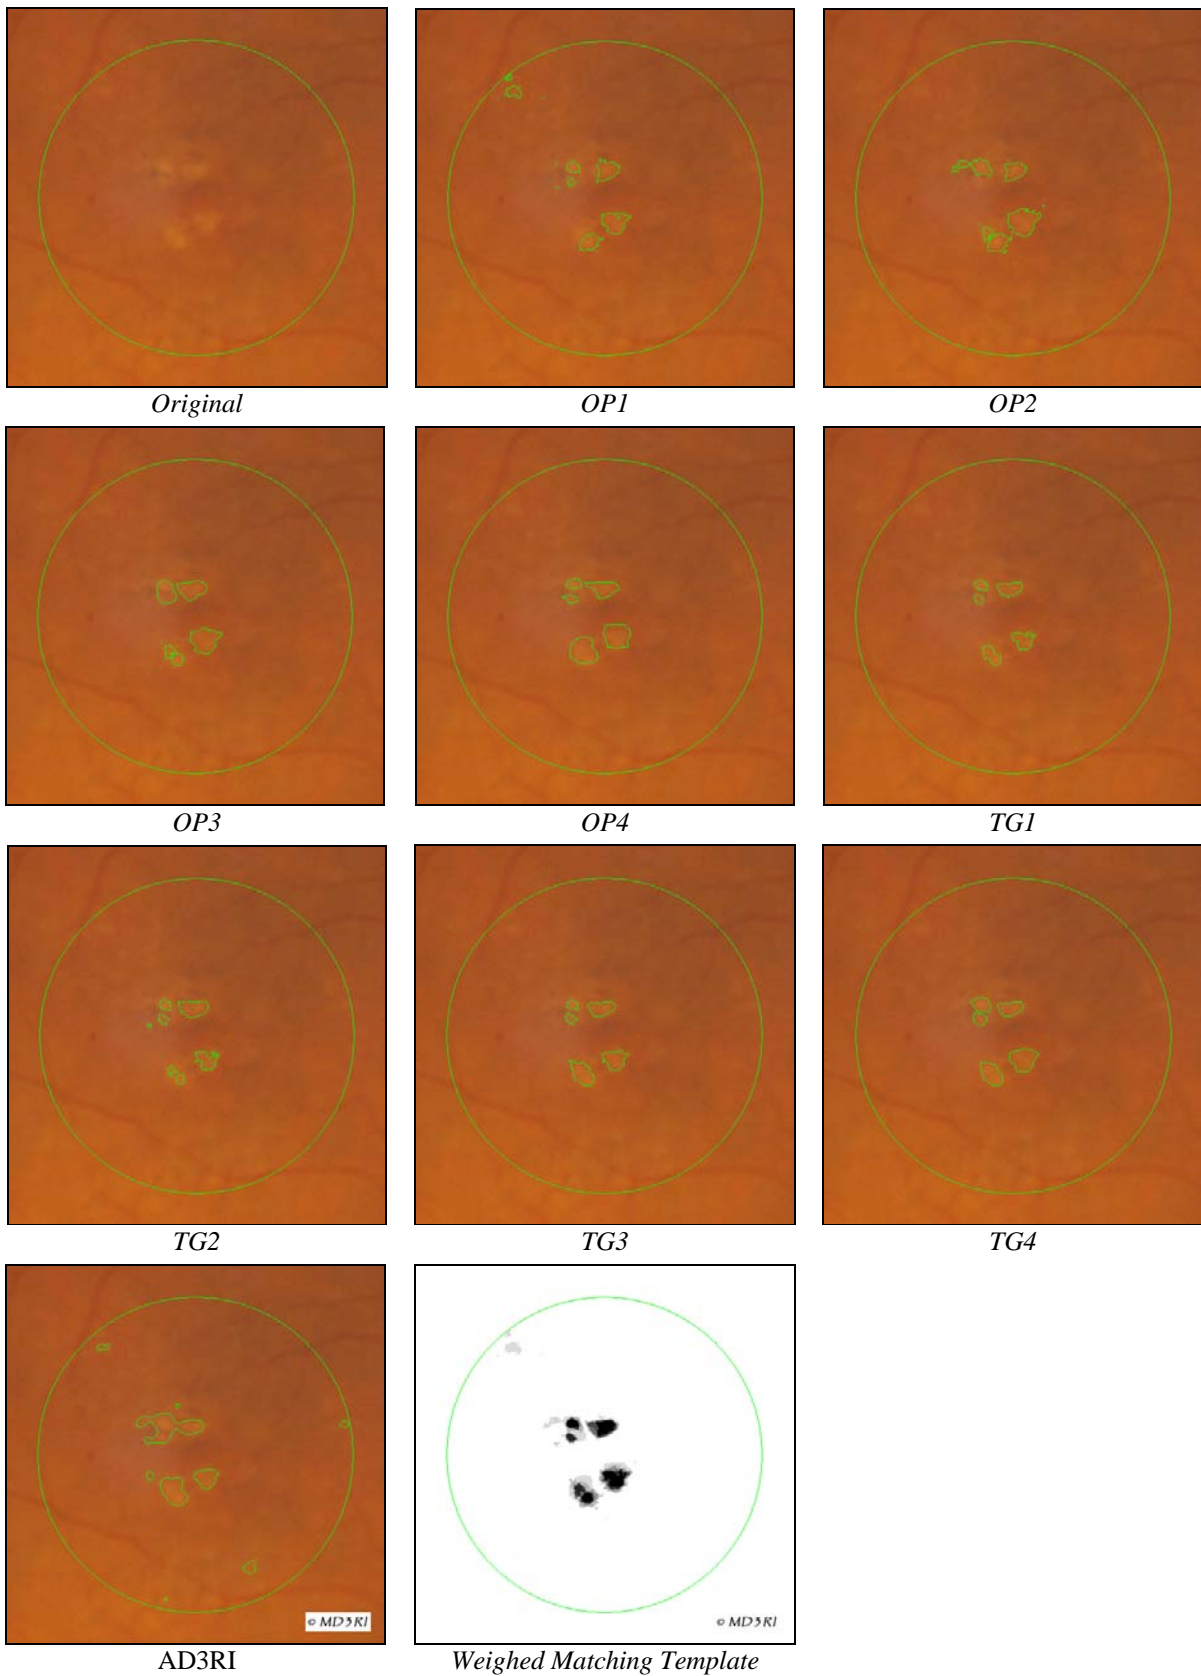 Original OP1 OP2
OP3 OP4 TG1
TG2 TG3 TG4
© MD3RI © MD3RI
AD3RI Weighed Matching Template